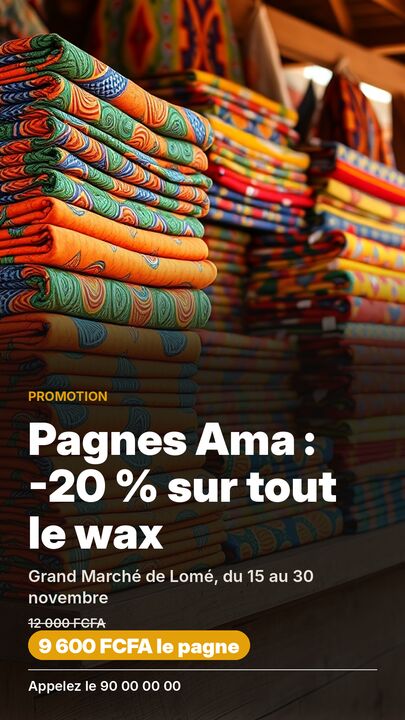 PROMOTION
Pagnes Ama :
-20 % sur tout
le wax
Grand Marché de Lomé, du 15 au 30
novembre
12 000 FCFA
9 600 FCFA le pagne
Appelez le 90 00 00 00